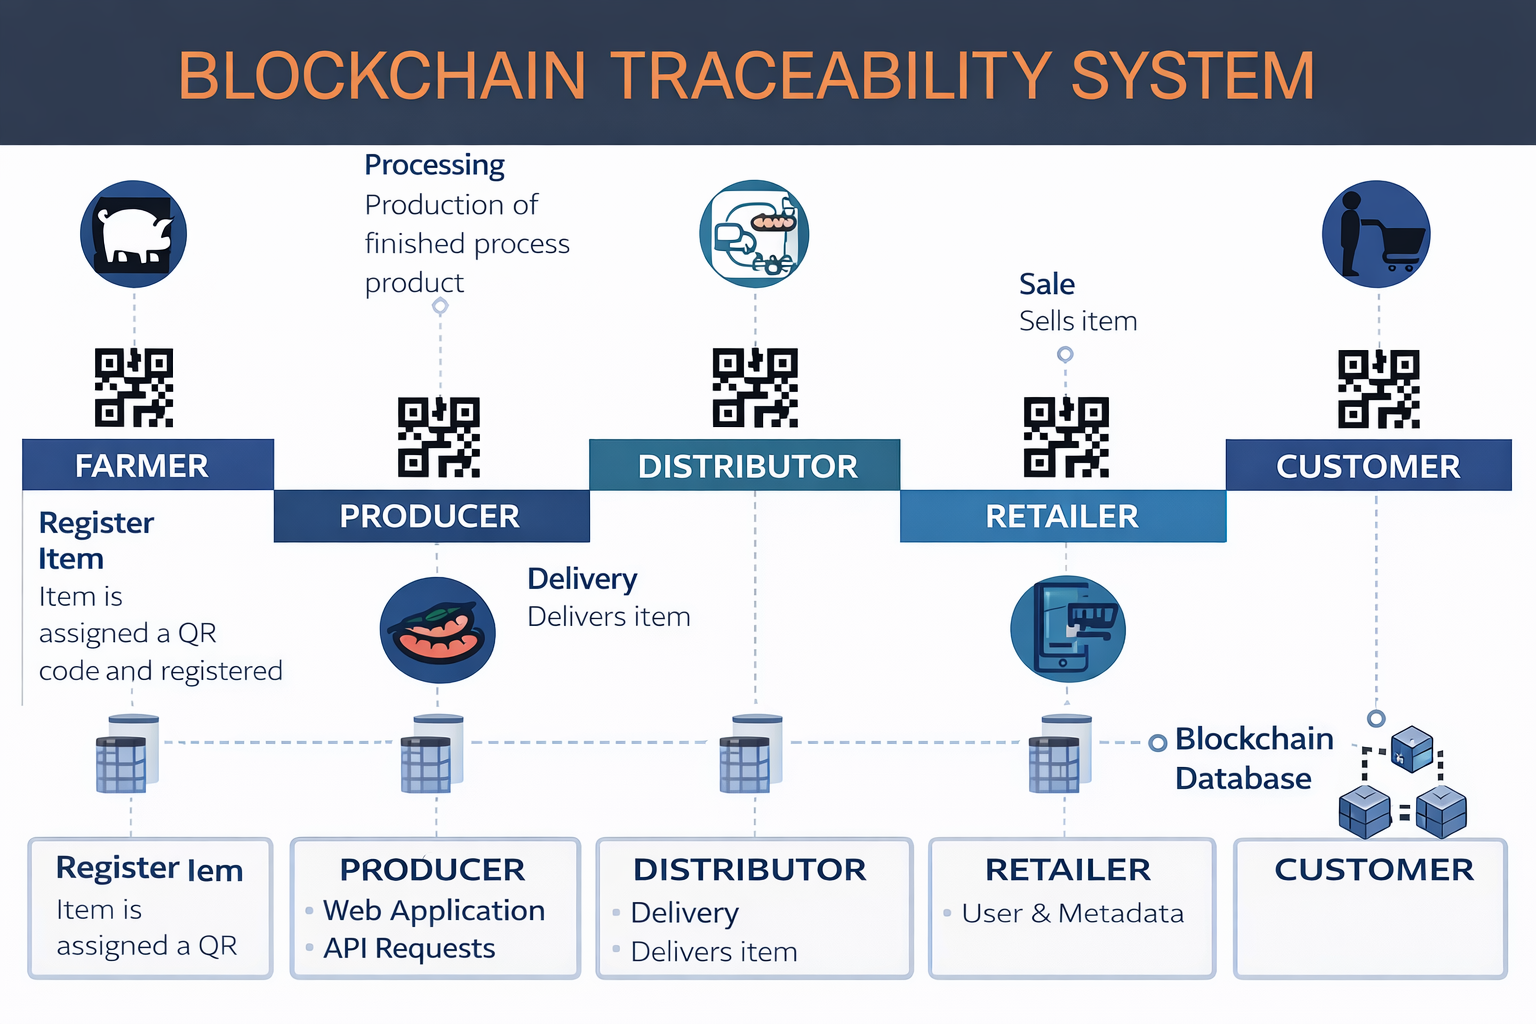 BLOCKCHAIN TRACEABILITY SYSTEM
Processing
Production of
finished process
product
Sale
Sells item
FARMER
PRODUCER
DISTRIBUTOR
RETAILER
CUSTOMER
Register
Item
Item is
assigned a QR
code and registered
Delivery
Delivers item
Blockchain
Database
Register lem
Item is
assigned a QR
PRODUCER
• Web Application
• API Requests
DISTRIBUTOR
• Delivery
• Delivers item
RETAILER
• User & Metadata
CUSTOMER